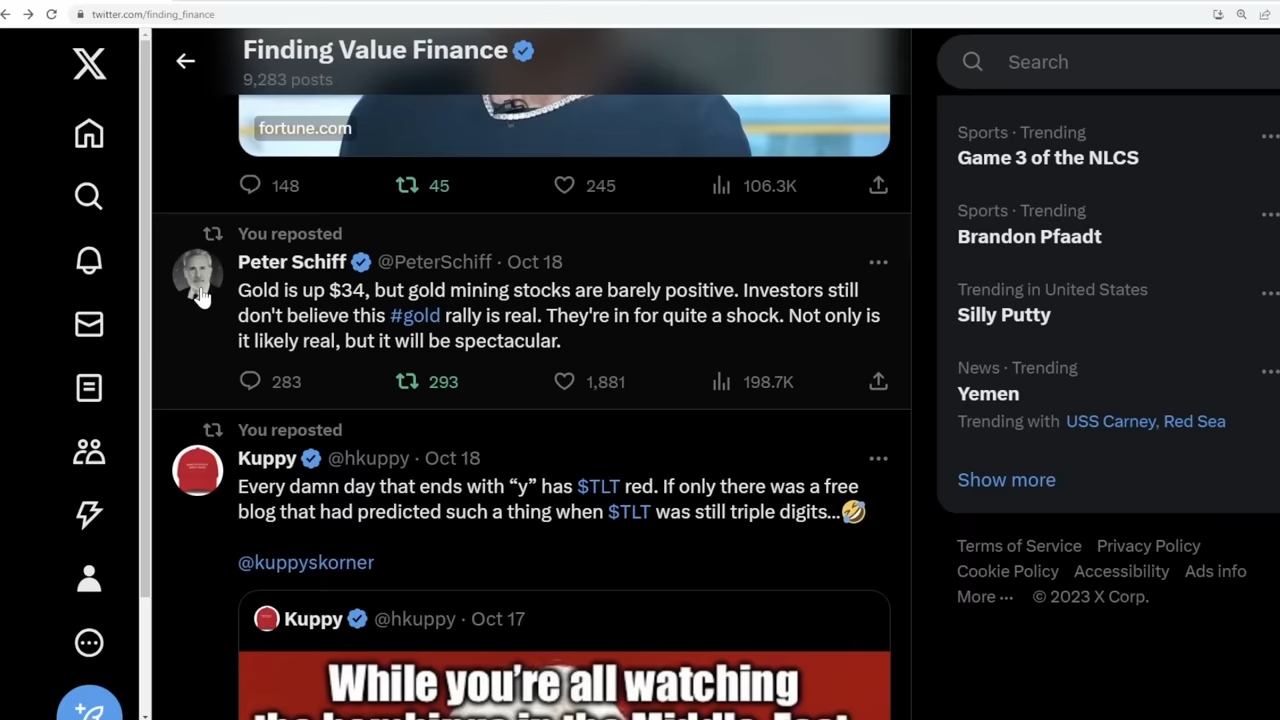 twitter.com/finding_finance
Finding Value Finance
9,283 posts
fortune.com
148
45
245
106.3K
You reposted
Peter Schiff @PeterSchiff · Oct 18
Gold is up $34, but gold mining stocks are barely positive. Investors still
don't believe this #gold rally is real. They're in for quite a shock. Not only is
it likely real, but it will be spectacular.
283
293
1,881
198.7K
You reposted
Kuppy @hkuppy · Oct 18
Every damn day that ends with “y” has $TLT red. If only there was a free
blog that had predicted such a thing when $TLT was still triple digits...🤣
@kuppyskorner
Kuppy @hkuppy · Oct 17
While you're all watching
the bombings in the Middle East
Search
Sports · Trending
Game 3 of the NLCS
Sports · Trending
Brandon Pfaadt
Trending in United States
Silly Putty
News · Trending
Yemen
Trending with USS Carney, Red Sea
Show more
Terms of Service Privacy Policy
Cookie Policy Accessibility Ads info
More ··· © 2023 X Corp.